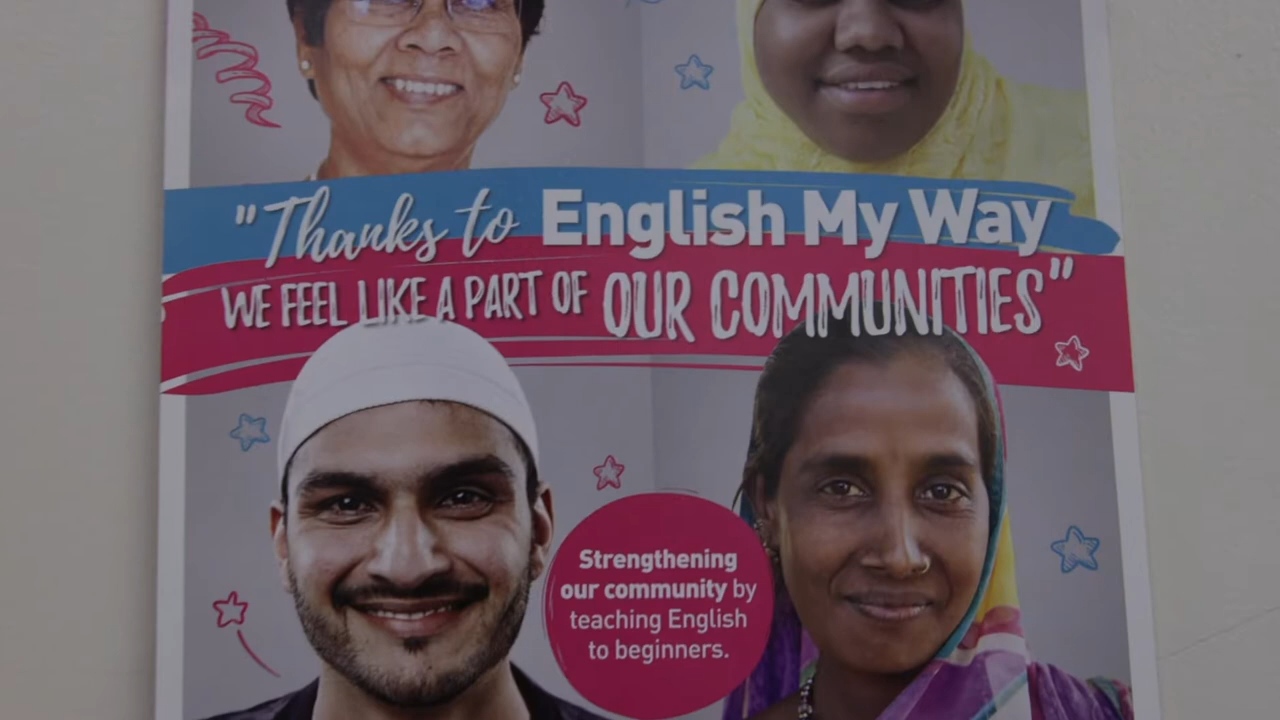 "Thanks to English My Way
WE FEEL LIKE A PART OF OUR COMMUNITIES"
Strengthening
our community by
teaching English
to beginners.